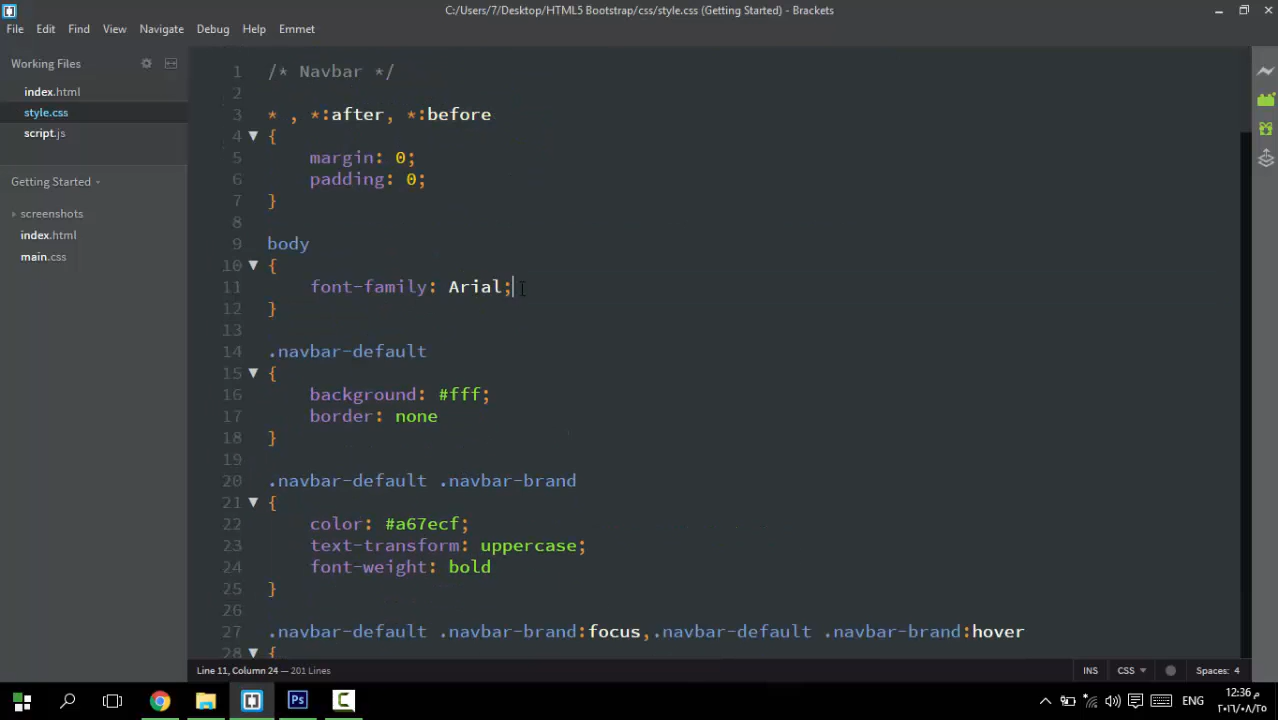 C:/Users/7/Desktop/HTML5 Bootstrap/css/style.css (Getting Started) - Brackets
File Edit View Navigate Debug Help Emmet
Working Files
index.html
style.css
script.js
Getting Started
screenshots
index.html
main.css
1 /* Navbar */
2
3 * , *:after, *:before
4 {
5 margin: 0;
6 padding: 0;
7 }
8
9 body
10 {
11 font-family: Arial;
12 }
13
14 .navbar-default
15 {
16 background: #fff;
17 border: none
18 }
19
20 .navbar-default .navbar-brand
21 {
22 color: #a67ecf;
23 text-transform: uppercase;
24 font-weight: bold
25 }
26
27 .navbar-default .navbar-brand:focus,.navbar-default .navbar-brand:hover
28 {
Line 11, Column 24 — 201 Lines
INS CSS Spaces: 4
Ps C ENG
12:36 م
٢٠١٦/٠٨/٢٥